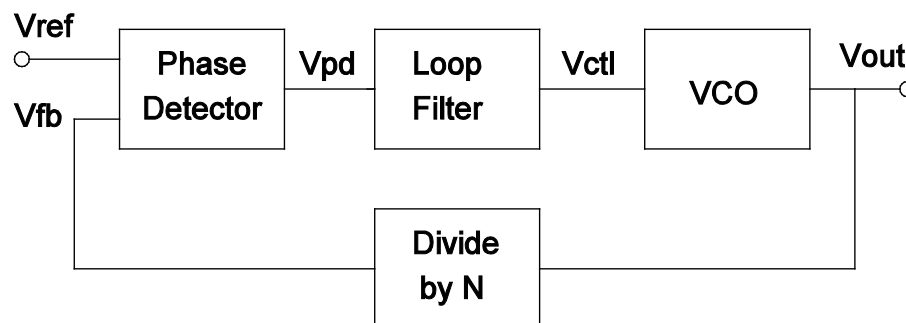 Vref
Phase
Detector
Vpd
Loop
Filter
Vctl
VCO
Vout
Vfb
Divide
by N